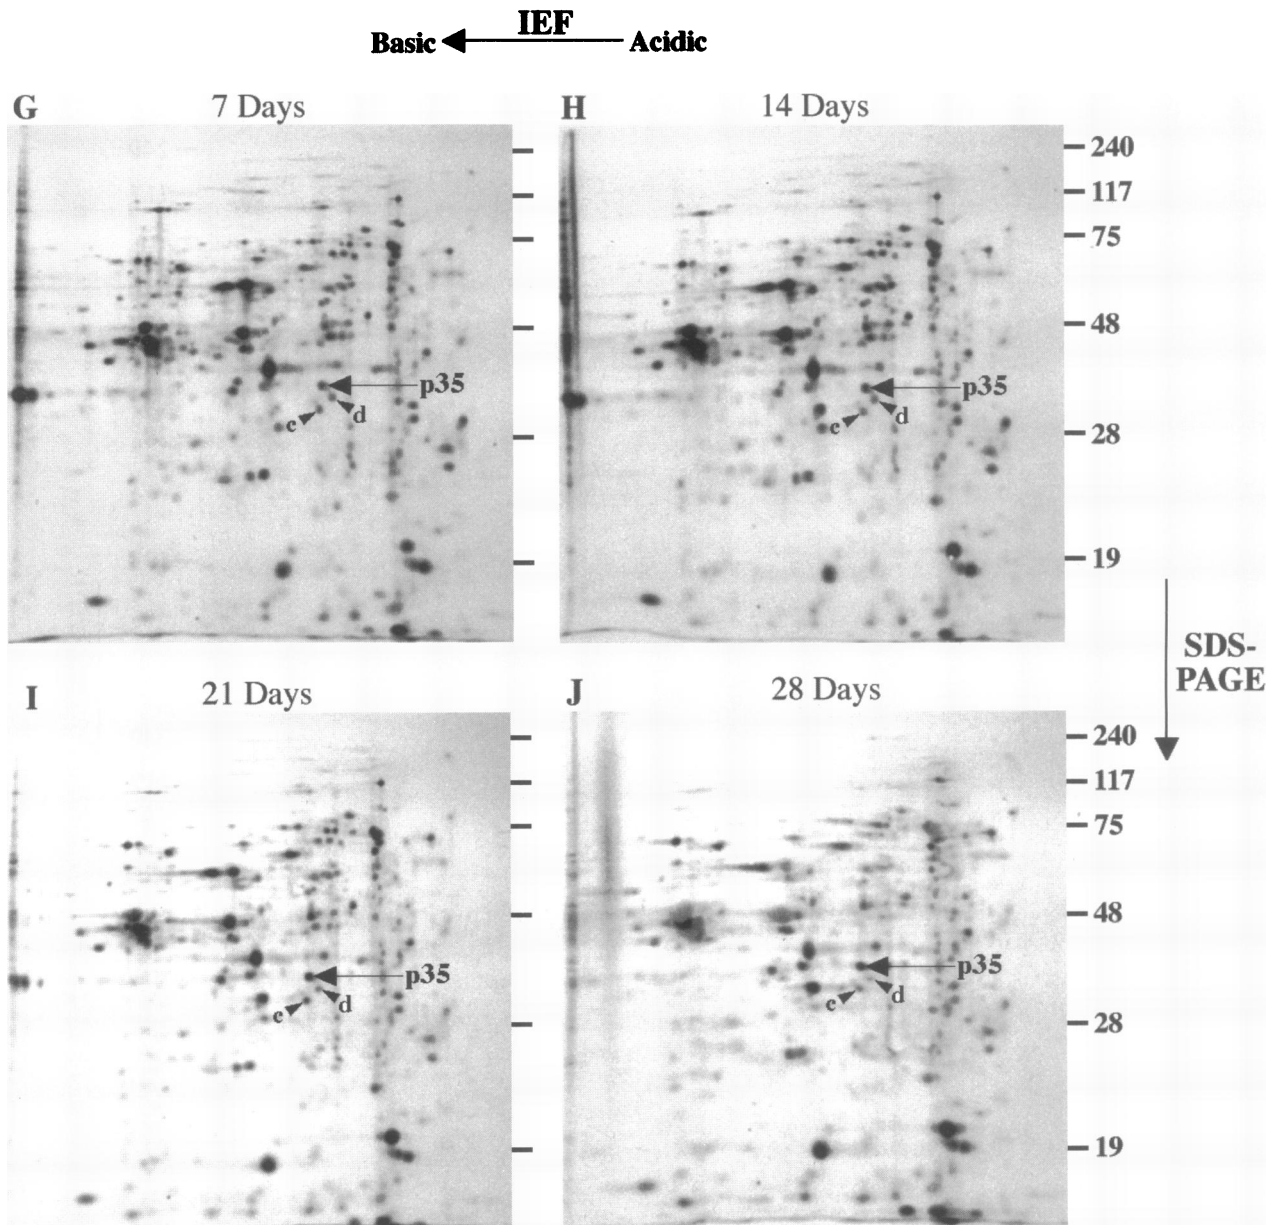 IEF
Basic Acidic
G 7 Days H 14 Days
240
117
75
48
p35 p35
c d c d
28
19
SDS-
PAGE
I 21 Days J 28 Days
240
117
75
48
p35 p35
c d c d
28
19